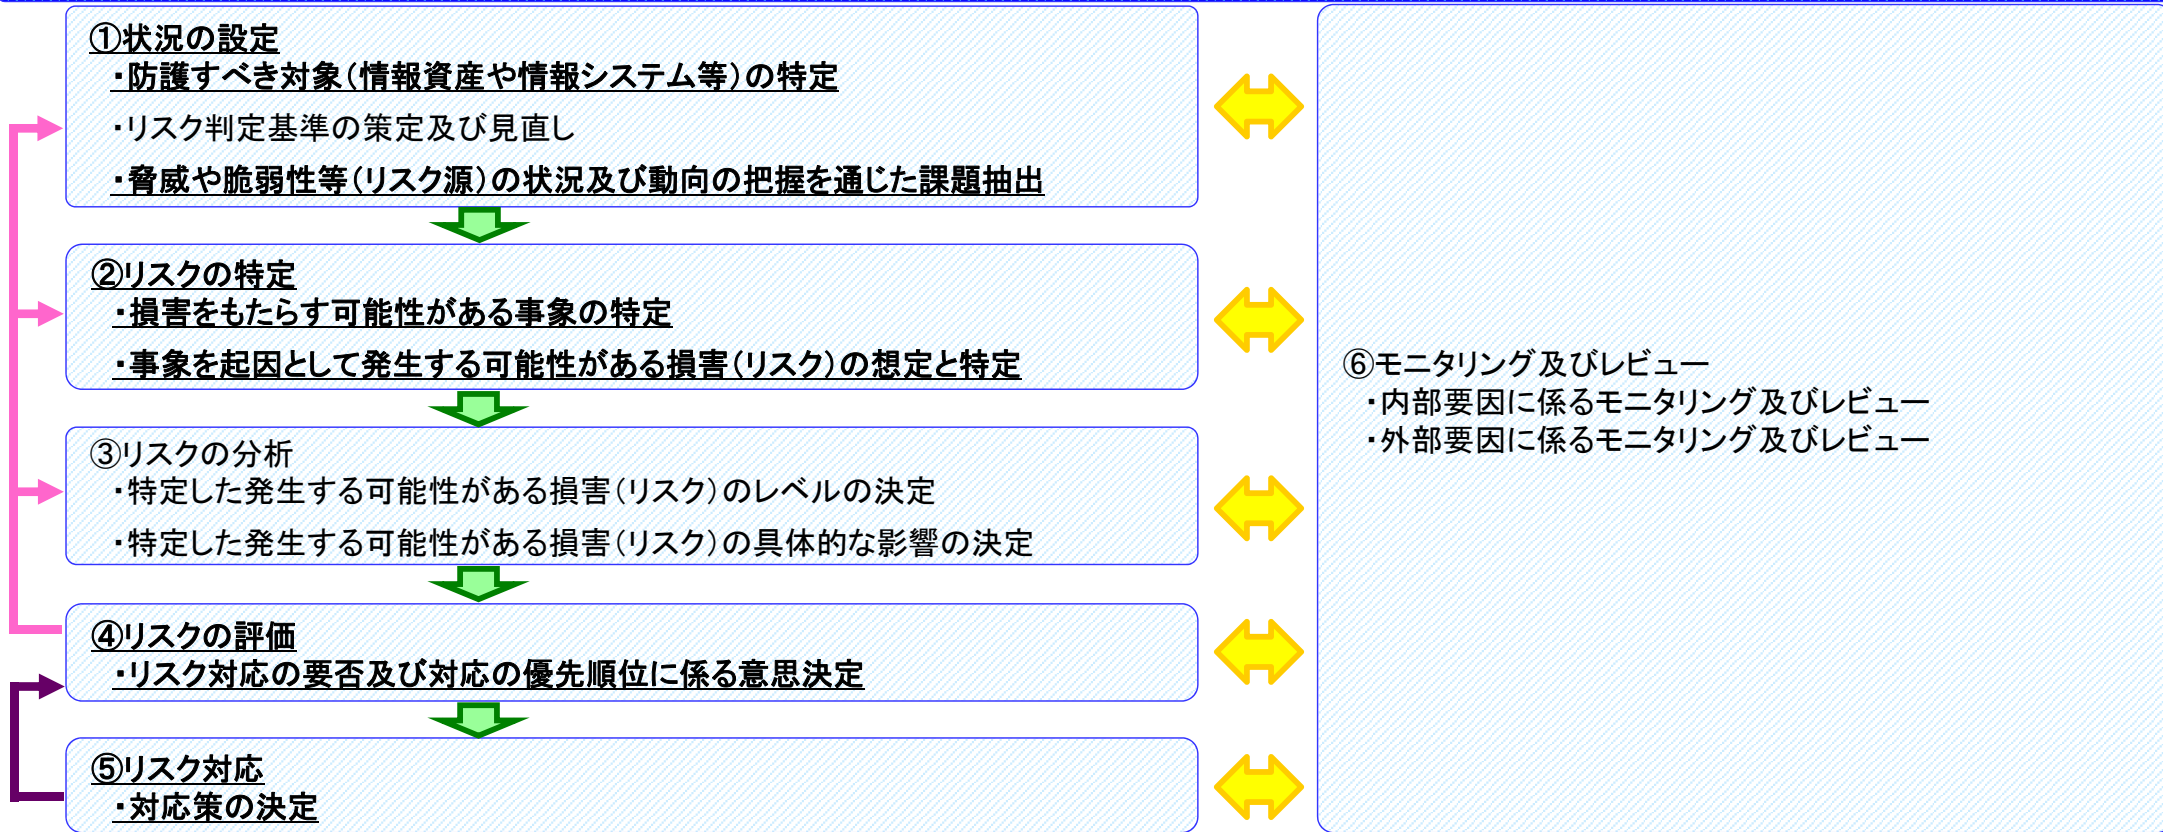 ①状況の設定
・防護すべき対象(情報資産や情報システム等)の特定
・リスク判定基準の策定及び見直し
・脅威や脆弱性等(リスク源)の状況及び動向の把握を通じた課題抽出
②リスクの特定
・損害をもたらす可能性がある事象の特定
・事象を起因として発生する可能性がある損害(リスク)の想定と特定
③リスクの分析
・特定した発生する可能性がある損害(リスク)のレベルの決定
・特定した発生する可能性がある損害(リスク)の具体的な影響の決定
④リスクの評価
・リスク対応の要否及び対応の優先順位に係る意思決定
⑤リスク対応
・対応策の決定
⑥モニタリング及びレビュー
・内部要因に係るモニタリング及びレビュー
・外部要因に係るモニタリング及びレビュー